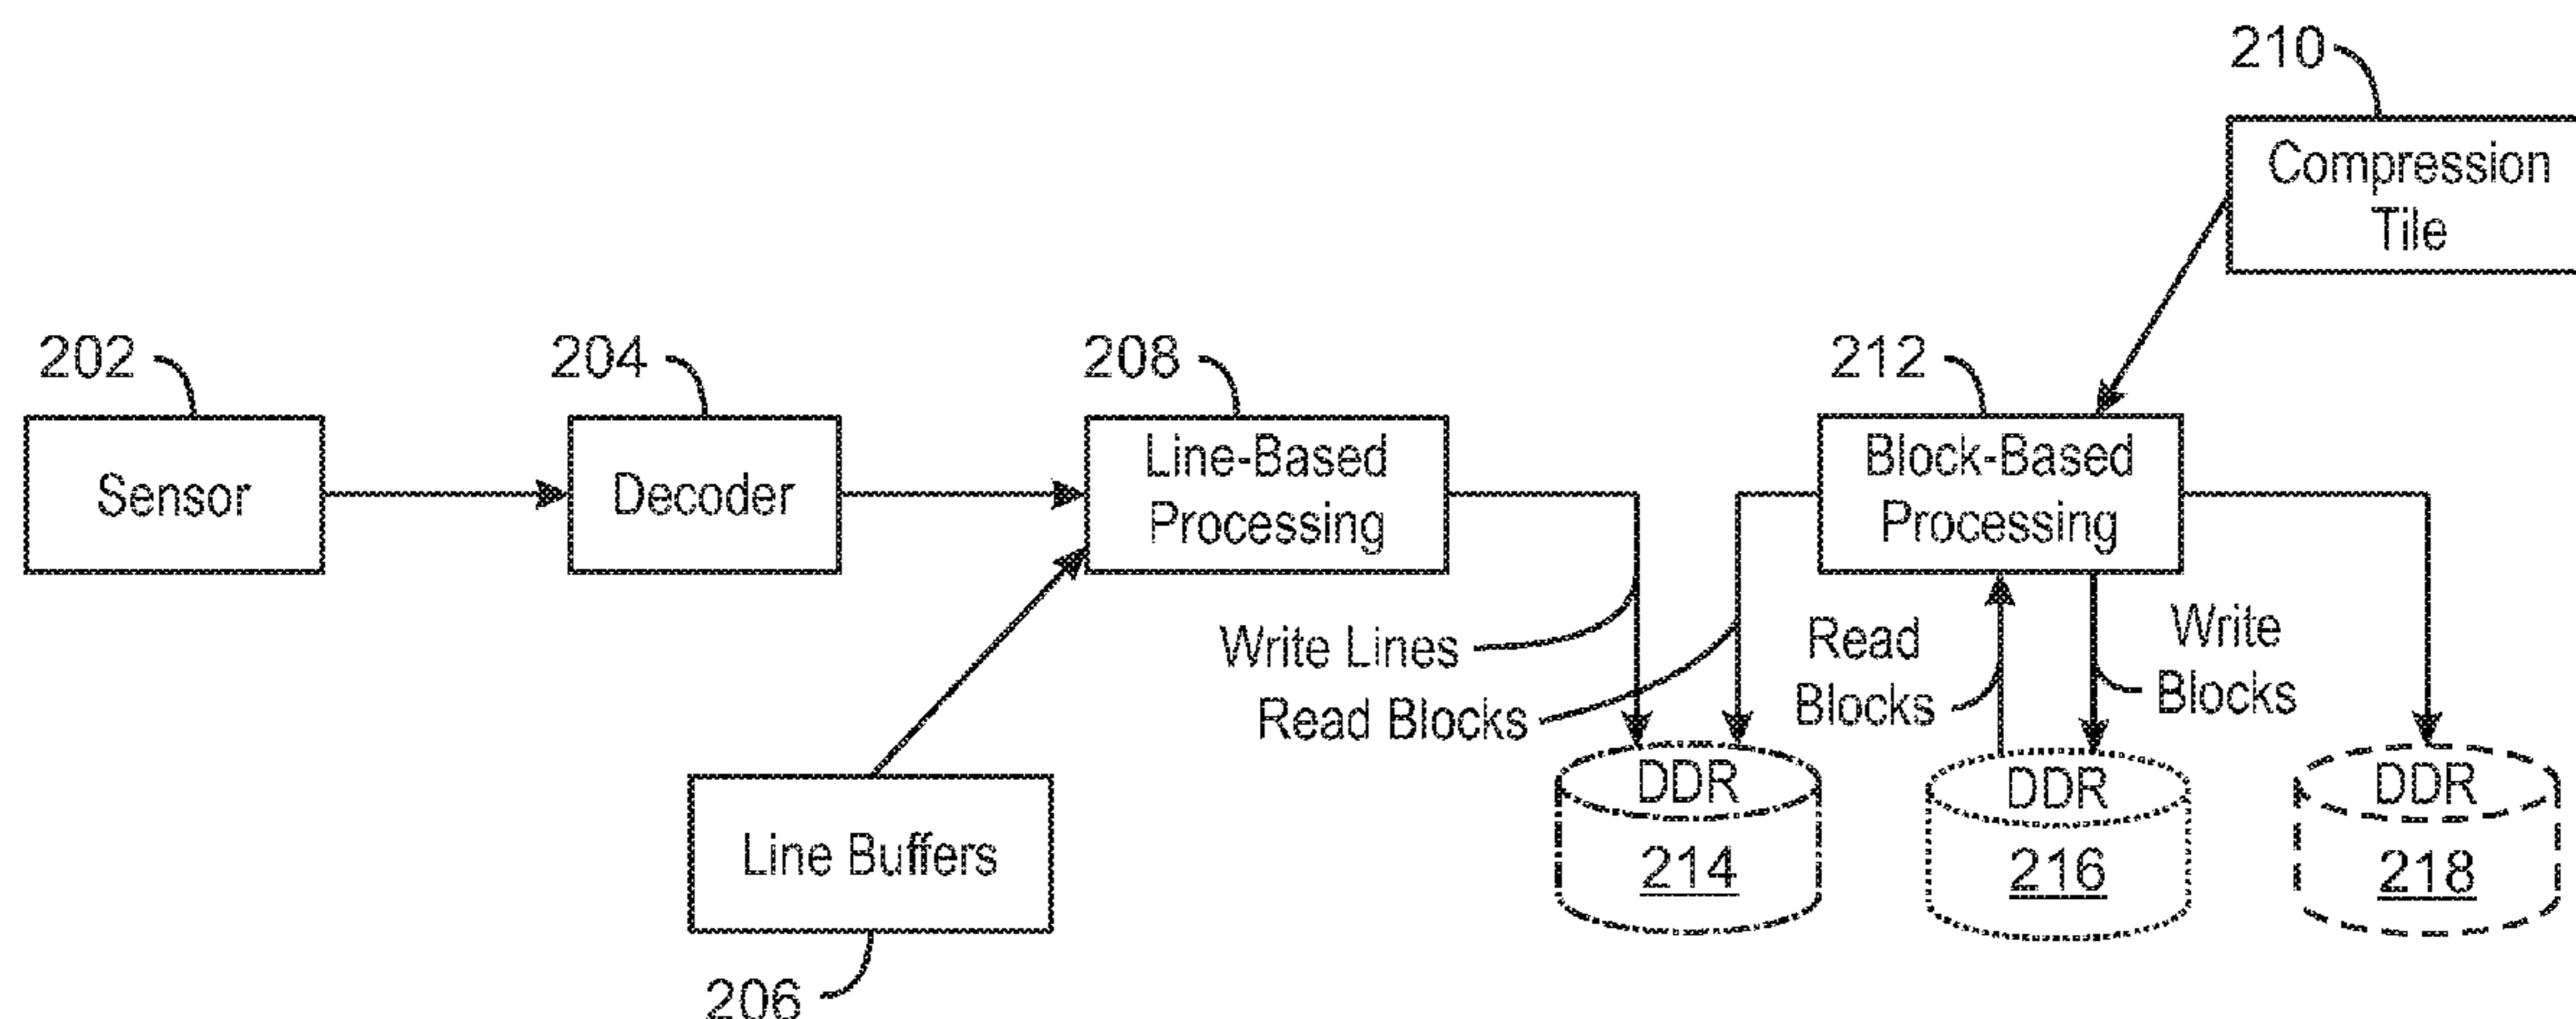 210
Compression
Tile
202
204
208
212
Sensor
Decoder
Line-Based
Processing
Block-Based
Processing
Write Lines
Read Blocks
Read
Blocks
Write
Blocks
Line Buffers
206
DDR
214
DDR
216
DDR
218